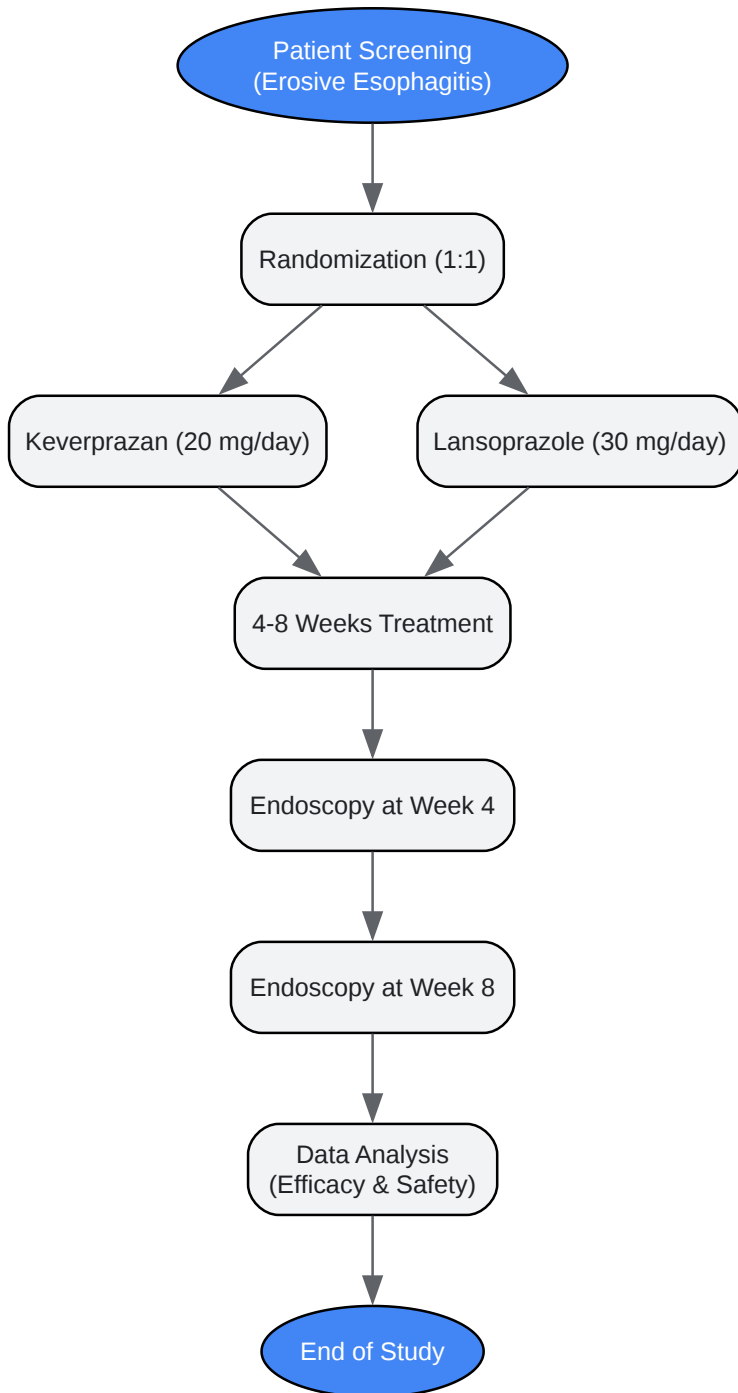 Patient Screening
(Erosive Esophagitis)
Randomization (1:1)
Keverprazan (20 mg/day)
Lansoprazole (30 mg/day)
4-8 Weeks Treatment
Endoscopy at Week 4
Endoscopy at Week 8
Data Analysis
(Efficacy & Safety)
End of Study